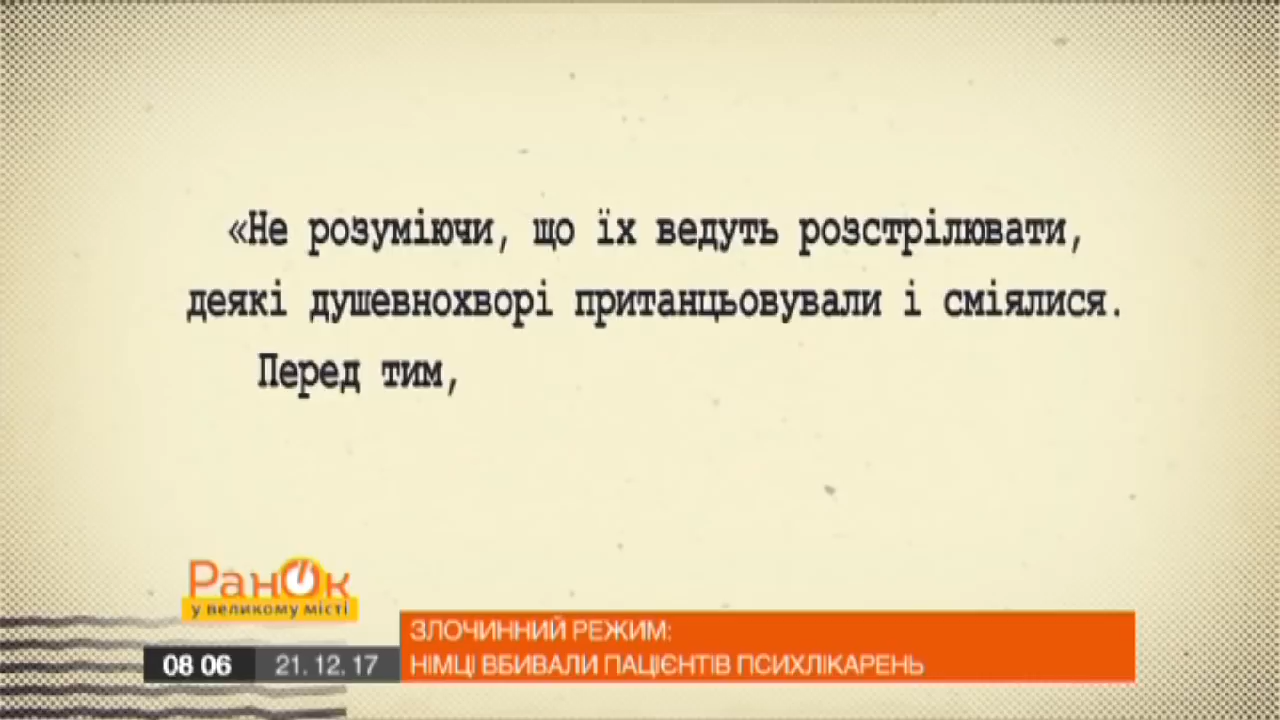 «Не розуміючи, що їх ведуть розстрілювати,
деякі душевнохворі пританцьовували і сміялися.
Перед тим,
РанОк
у великому місті
ЗЛОЧИННИЙ РЕЖИМ:
08 06 21. 12. 17 НІМЦІ ВБИВАЛИ ПАЦІЄНТІВ ПСИХЛІКАРЕНЬ